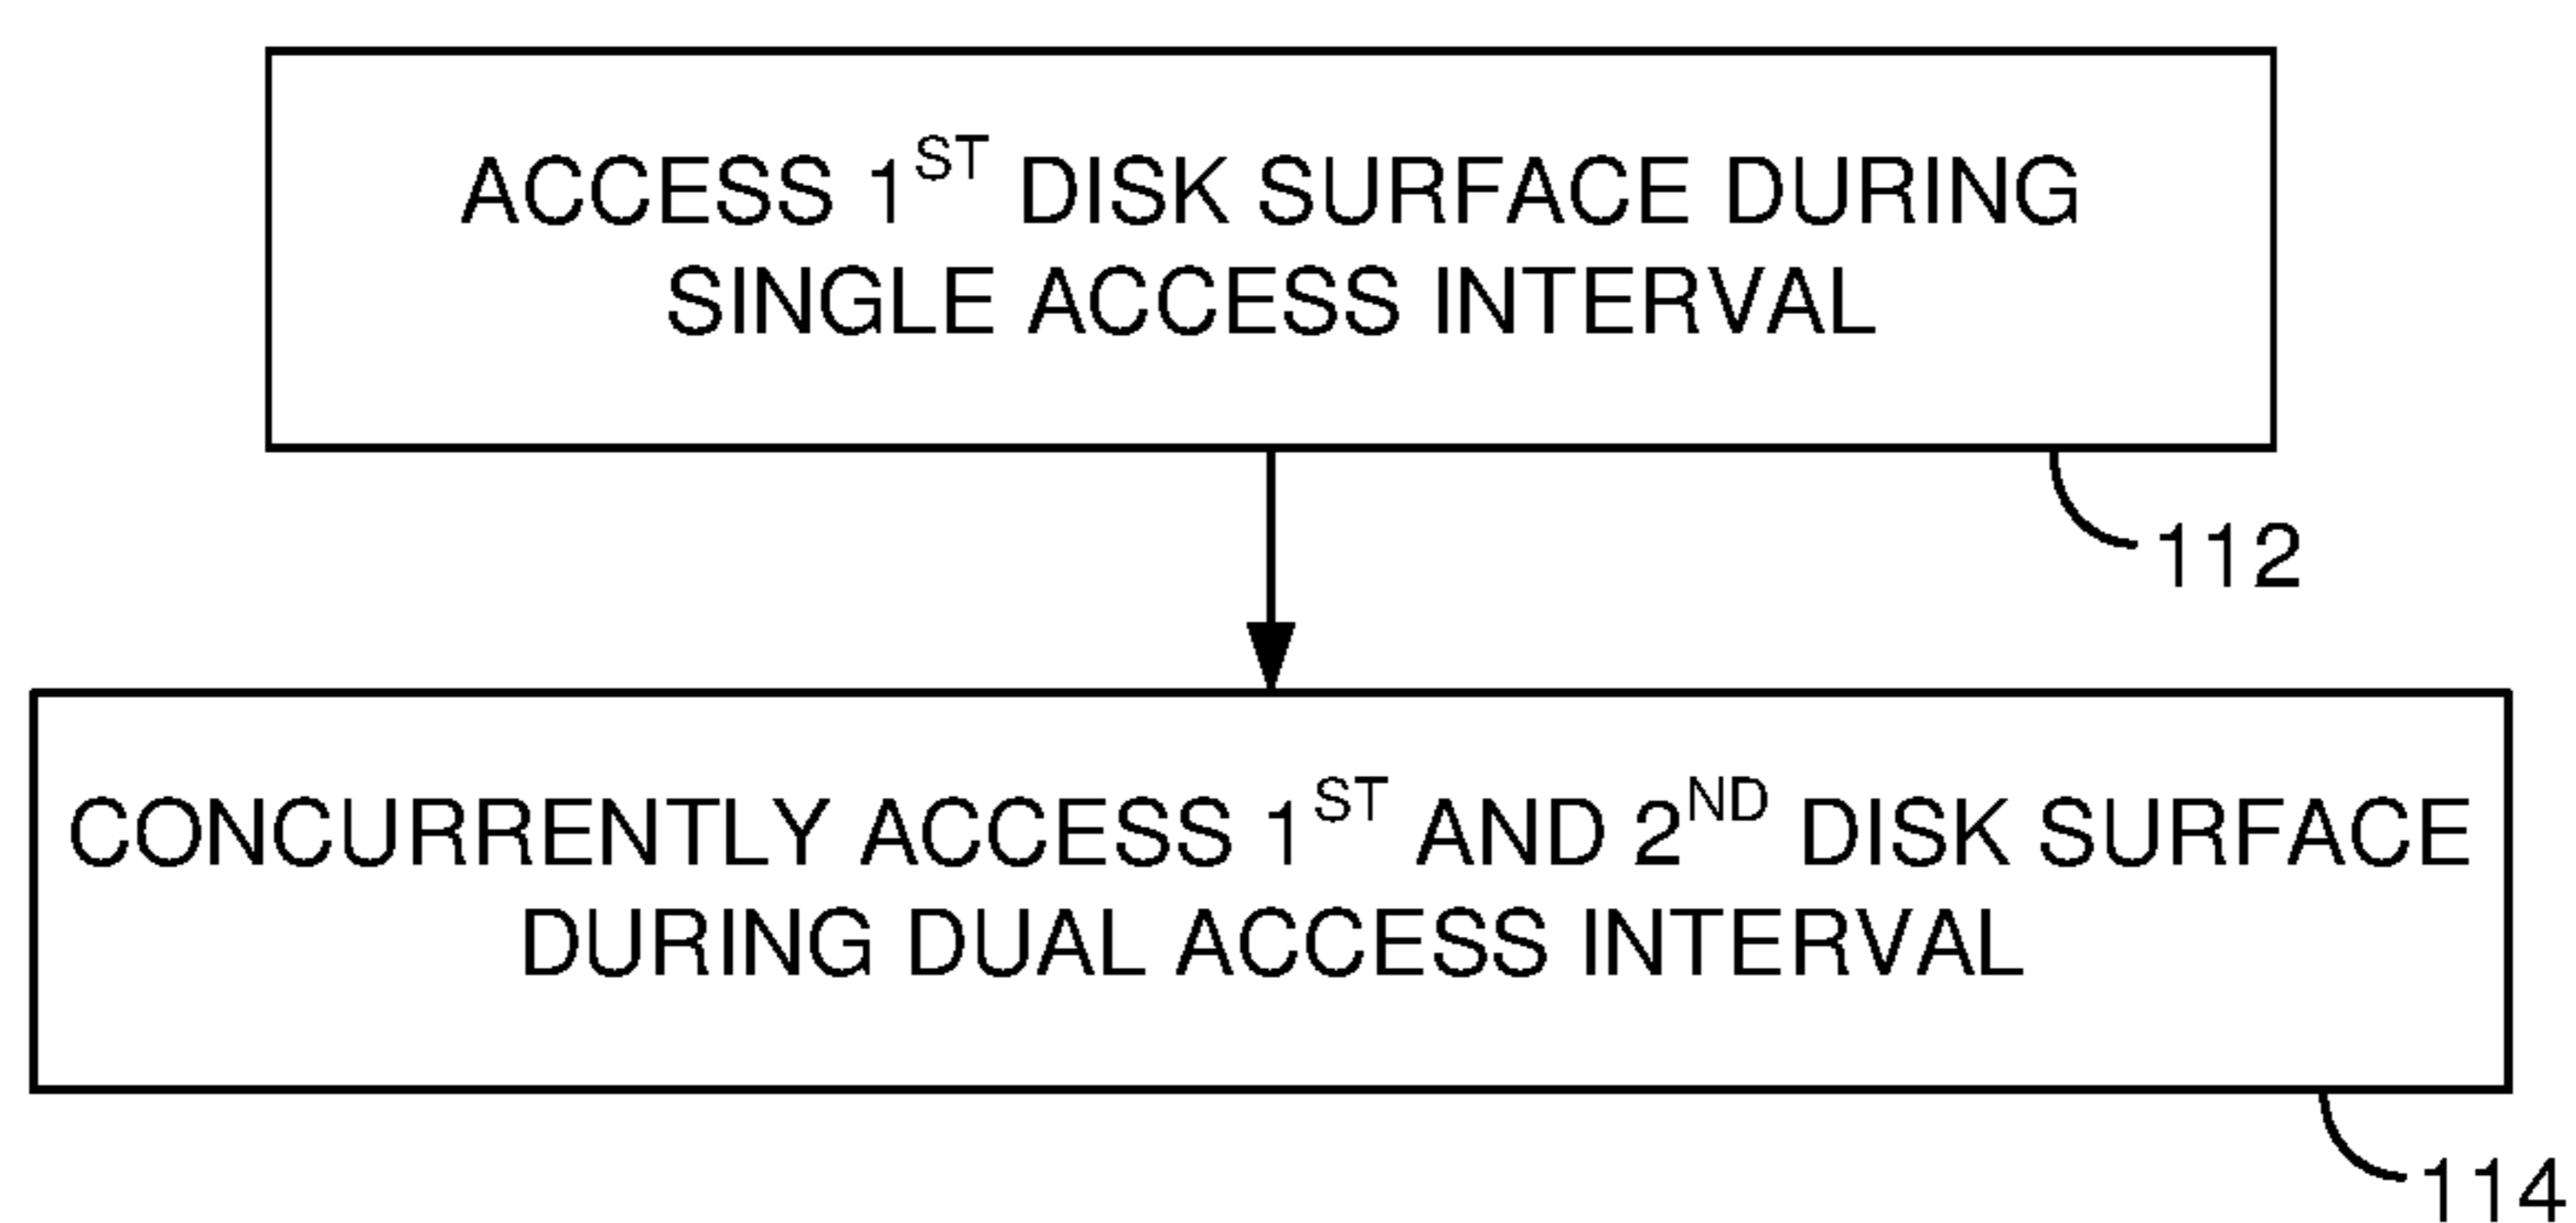 ACCESS 1ST DISK SURFACE DURING
SINGLE ACCESS INTERVAL
112
CONCURRENTLY ACCESS 1ST AND 2ND DISK SURFACE
DURING DUAL ACCESS INTERVAL
114